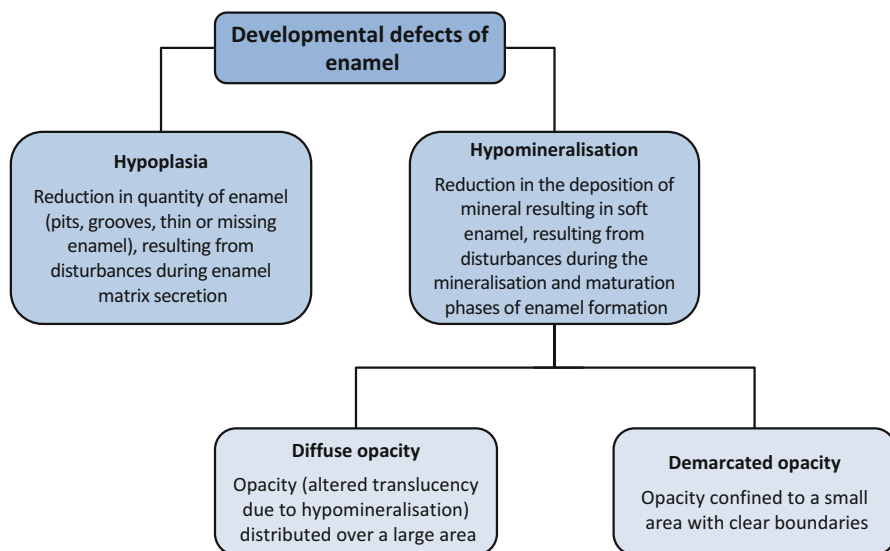 Developmental defects of
enamel
Hypoplasia
Reduction in quantity of enamel
(pits, grooves, thin or missing
enamel), resulting from
disturbances during enamel
matrix secretion
Hypomineralisation
Reduction in the deposition of
mineral resulting in soft
enamel, resulting from
disturbances during the
mineralisation and maturation
phases of enamel formation
Diffuse opacity
Opacity (altered translucency
due to hypomineralisation)
distributed over a large area
Demarcated opacity
Opacity confined to a small
area with clear boundaries